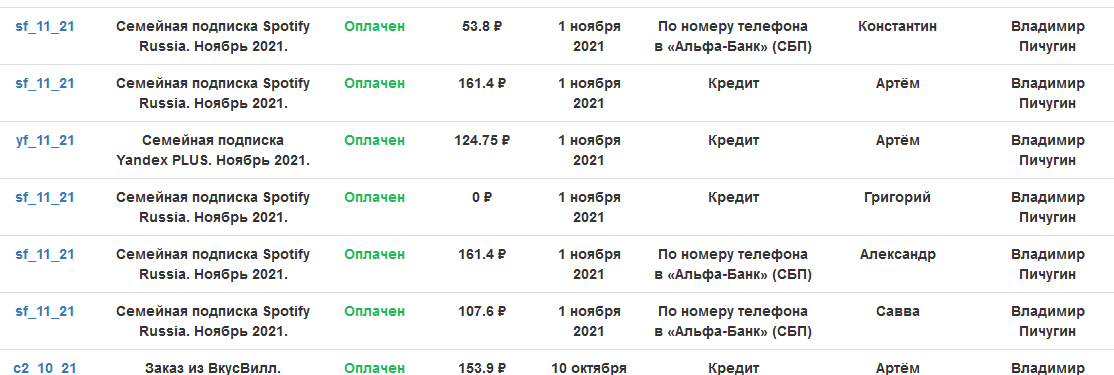 sf_11_21 Семейная подписка Spotify Оплачен 53.8 ₽ 1 ноября По номеру телефона Константин Владимир
Russia. Ноябрь 2021. 2021 в «Альфа-Банк» (СБП) Пичугин
sf_11_21 Семейная подписка Spotify Оплачен 161.4 ₽ 1 ноября Кредит Артём Владимир
Russia. Ноябрь 2021. 2021 Пичугин
yf_11_21 Семейная подписка Оплачен 124.75 ₽ 1 ноября Кредит Артём Владимир
Yandex PLUS. Ноябрь 2021. 2021 Пичугин
sf_11_21 Семейная подписка Spotify Оплачен 0 ₽ 1 ноября Кредит Григорий Владимир
Russia. Ноябрь 2021. 2021 Пичугин
sf_11_21 Семейная подписка Spotify Оплачен 161.4 ₽ 1 ноября По номеру телефона Александр Владимир
Russia. Ноябрь 2021. 2021 в «Альфа-Банк» (СБП) Пичугин
sf_11_21 Семейная подписка Spotify Оплачен 107.6 ₽ 1 ноября По номеру телефона Савва Владимир
Russia. Ноябрь 2021. 2021 в «Альфа-Банк» (СБП) Пичугин
c2_10_21 Заказ из ВкусВилл. Оплачен 153.9 ₽ 10 октября Кредит Артём Владимир